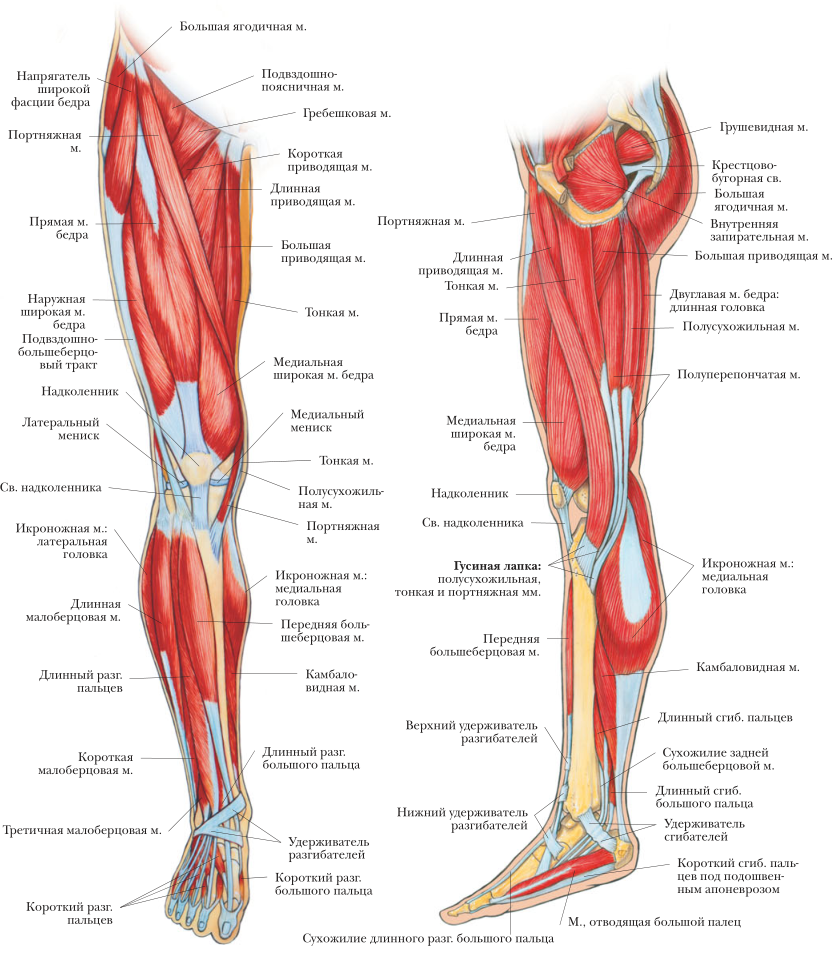 Большая ягодичная м.
Напрягатель
широкой
фасции бедра
Портняжная
м.
Прямая м.
бедра
Наружная
широкая м.
бедра
Подвздошно-
большеберцо-
вый тракт
Надколенник
Латеральный
мениск
Св. надколенника
Икроножная м.:
латеральная
головка
Длинная
малоберцовая м.
Длинный разг.
пальцев
Короткая
малоберцовая м.
Третичная малоберцовая м.
Короткий разг.
пальцев
Подвздошно-
поясничная м.
Гребешковая м.
Короткая
приводящая м.
Длинная
приводящая м.
Большая
приводящая м.
Тонкая м.
Медиальная
широкая м. бедра
Медиальный
мениск
Тонкая м.
Полусухожиль-
ная м.
Портняжная
м.
Икроножная м.:
медиальная
головка
Передняя боль-
шеберцовая м.
Камбало-
видная м.
Длинный разг.
большого пальца
Удерживатель
разгибателей
Короткий разг.
большого пальца
Портняжная м.
Длинная
приводящая м.
Тонкая м.
Прямая м.
бедра
Медиальная
широкая м.
бедра
Надколенник
Св. надколенника
Гусиная лапка:
полусухожильная,
тонкая и портняжная мм.
Передняя
большеберцовая м.
Верхний удерживатель
разгибателей
Нижний удерживатель
разгибателей
Сухожилие длинного разг. большого пальца
Грушевидная м.
Крестцово-
бугорная св.
Большая
ягодичная м.
Внутренняя
запирательная м.
Большая приводящая м.
Двуглавая м. бедра:
длинная головка
Полусухожильная м.
Полуперепончатая м.
Икроножная м.:
медиальная
головка
Камбаловидная м.
Длинный сгиб. пальцев
Сухожилие задней
большеберцовой м.
Длинный сгиб.
большого пальца
Удерживатель
сгибателей
Короткий сгиб. паль-
цев под подошвен-
ным апоневрозом
М., отводящая большой палец